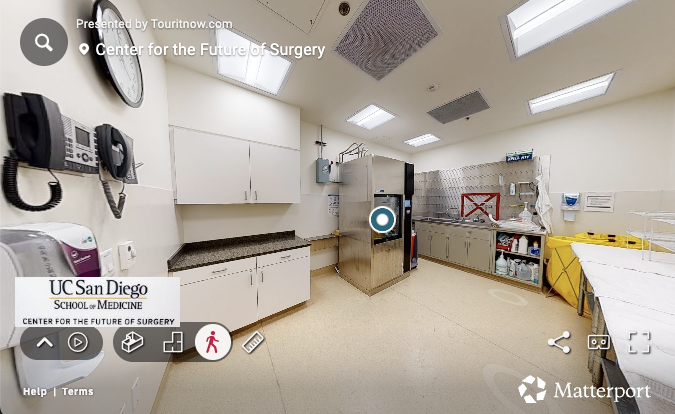 Presented by Touritnow.com
Center for the Future of Surgery
UC San Diego
SCHOOL OF MEDICINE
CENTER FOR THE FUTURE OF SURGERY
Help | Terms
Matterport